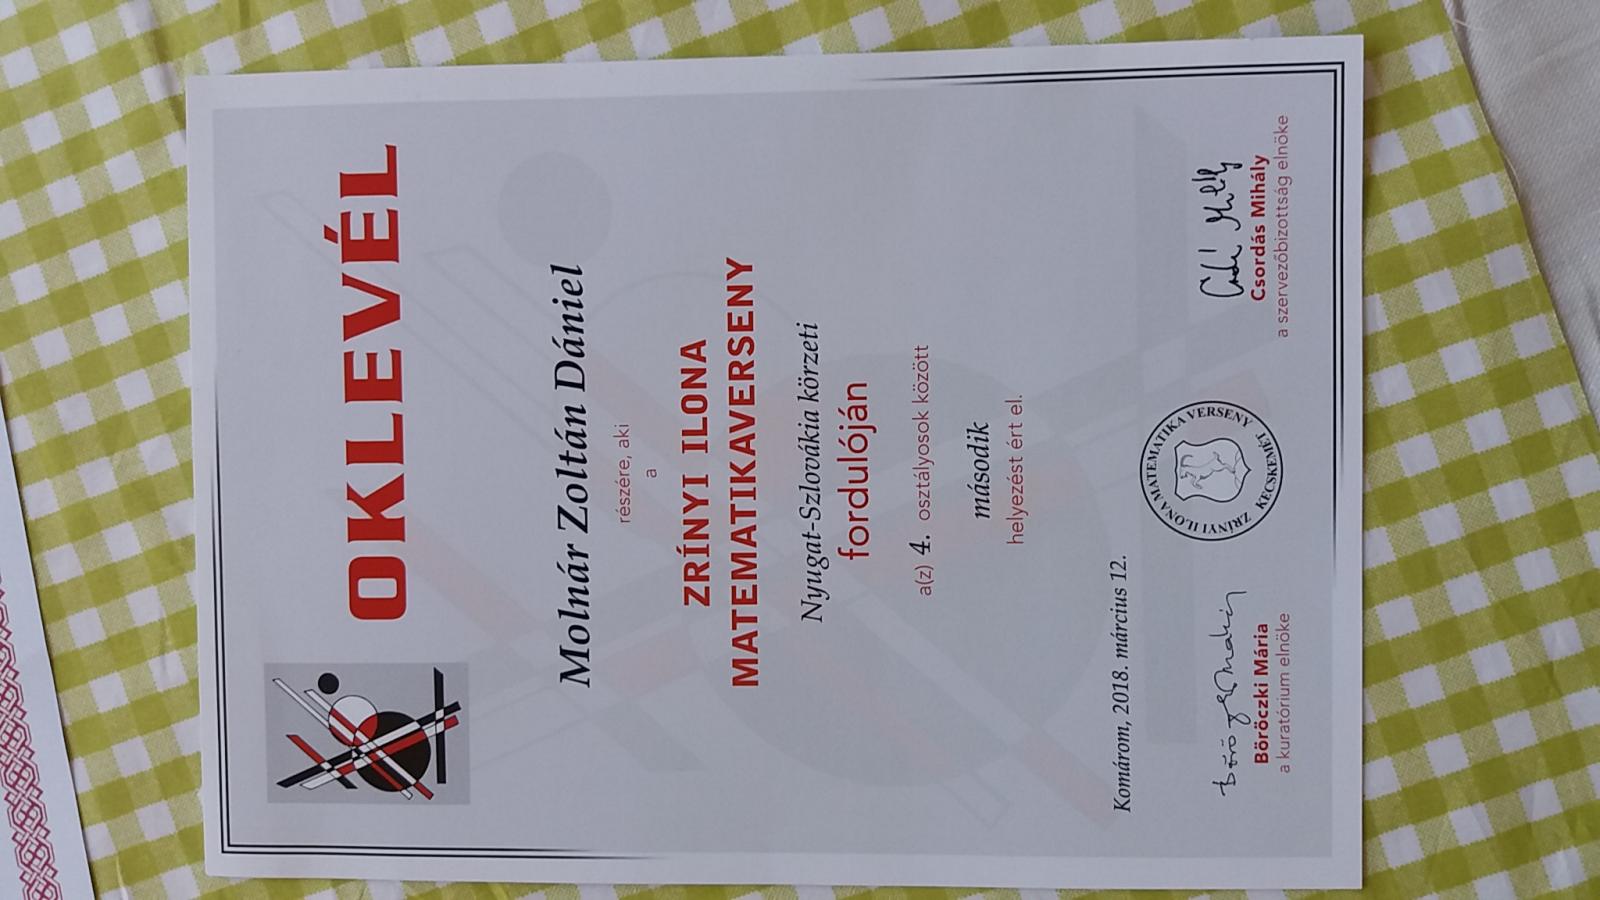 OKLEVÉL
Molnár Zoltán Dániel
részére, aki
a
ZRÍNYI ILONA
MATEMATIKAVERSENY
Nyugat-Szlovákia körzeti
fordulóján
a(z) 4. osztályosok között
második
helyezést ért el.
Komárom, 2018. március 12.
Böröczki Mária
a kuratórium elnöke
ZRÍNYI ILONA MATEMATIKA VERSENY KECSKEMÉT
Csordás Mihály
a szervezőbizottság elnöke